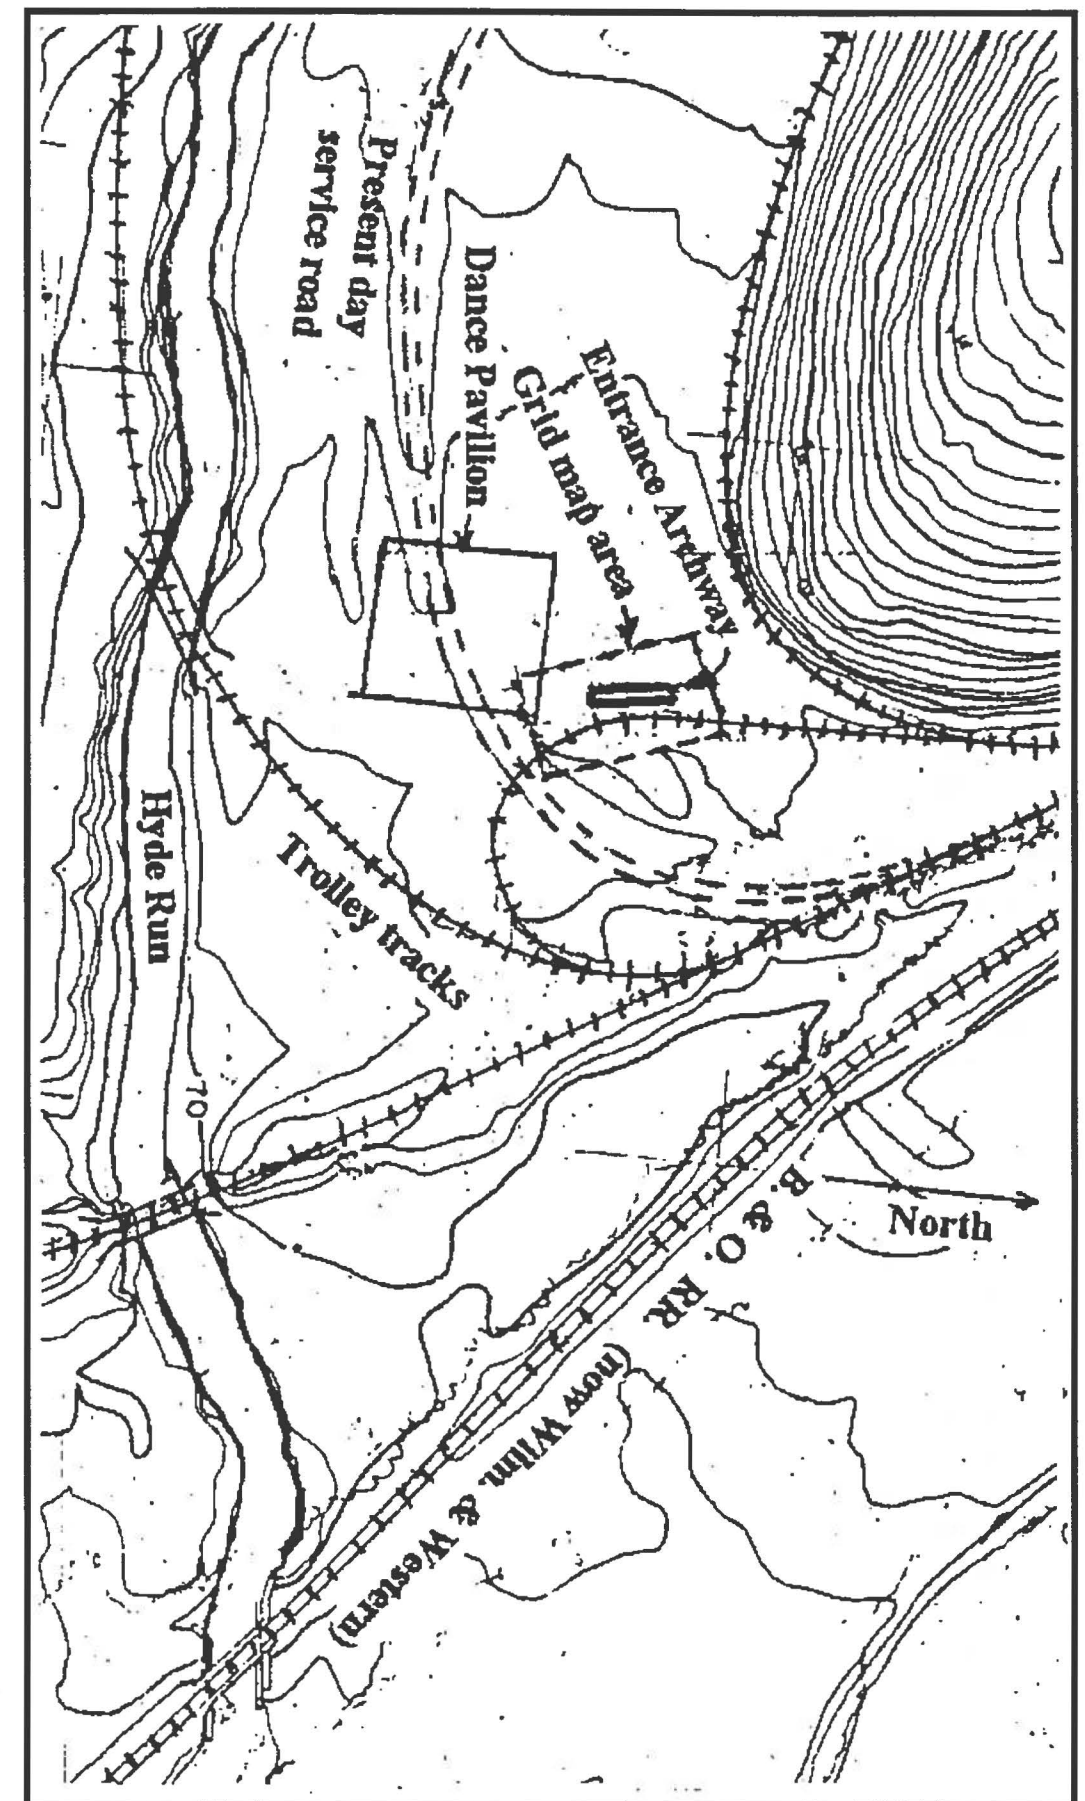 Present day
service road
Dance Pavillion
Entrance Archway
Grid map area
Hyde Run
Trolley tracks
70
North
B. & O. RR.
(now Wilm. & Western)